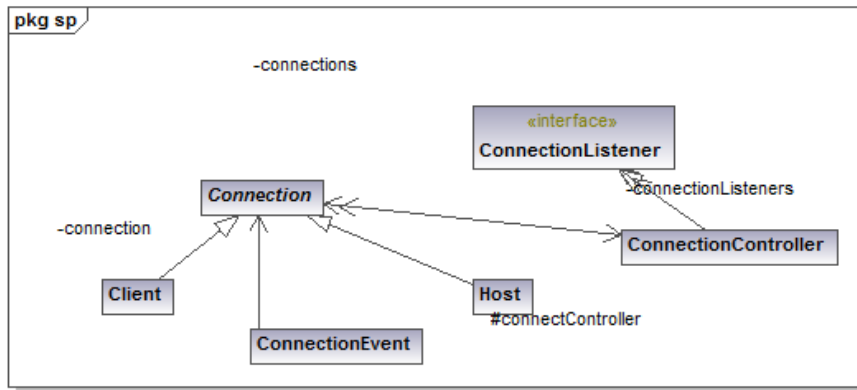 pkg sp
-connections
«interface»
ConnectionListener
-connectionListeners
Connection
-connection
ConnectionController
Client
Host
#connectController
ConnectionEvent